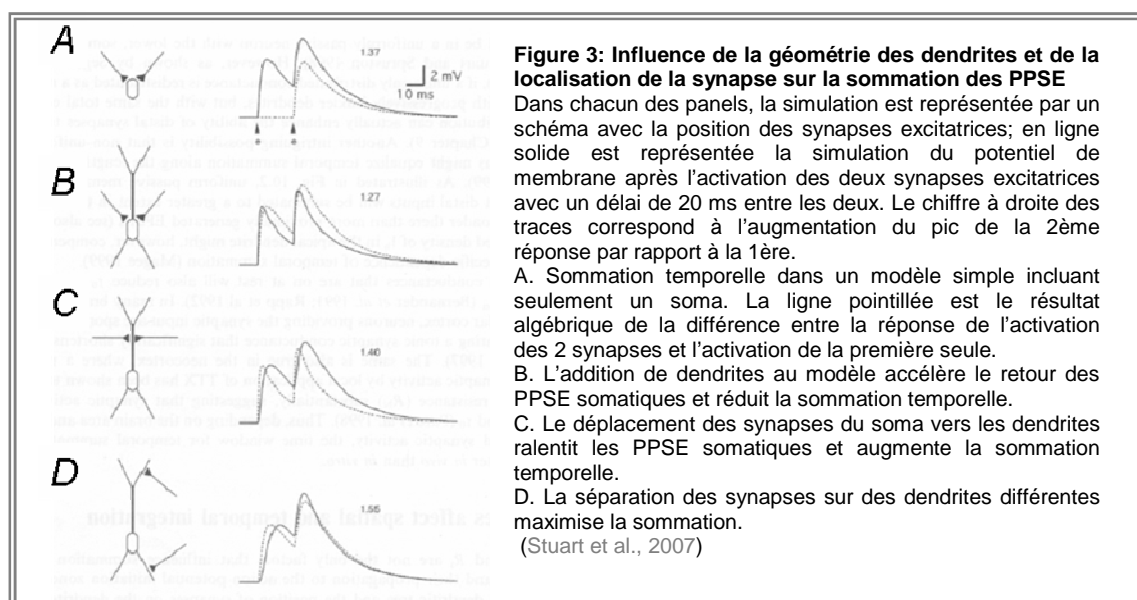 A
1.37
2 mV
10 ms
B
1.27
C
1.40
D
1.55
Figure 3: Influence de la géométrie des dendrites et de la
localisation de la synapse sur la sommation des PPSE
Dans chacun des panels, la simulation est représentée par un
schéma avec la position des synapses excitatrices; en ligne
solide est représentée la simulation du potentiel de
membrane après l'activation des deux synapses excitatrices
avec un délai de 20 ms entre les deux. Le chiffre à droite des
traces correspond à l'augmentation du pic de la 2ème
réponse par rapport à la 1ère.
A. Sommation temporelle dans un modèle simple incluant
seulement un soma. La ligne pointillée est le résultat
algébrique de la différence entre la réponse de l'activation
des 2 synapses et l'activation de la première seule.
B. L'addition de dendrites au modèle accélère le retour des
PPSE somatiques et réduit la sommation temporelle.
C. Le déplacement des synapses du soma vers les dendrites
ralentit les PPSE somatiques et augmente la sommation
temporelle.
D. La séparation des synapses sur des dendrites différentes
maximise la sommation.
(Stuart et al., 2007)